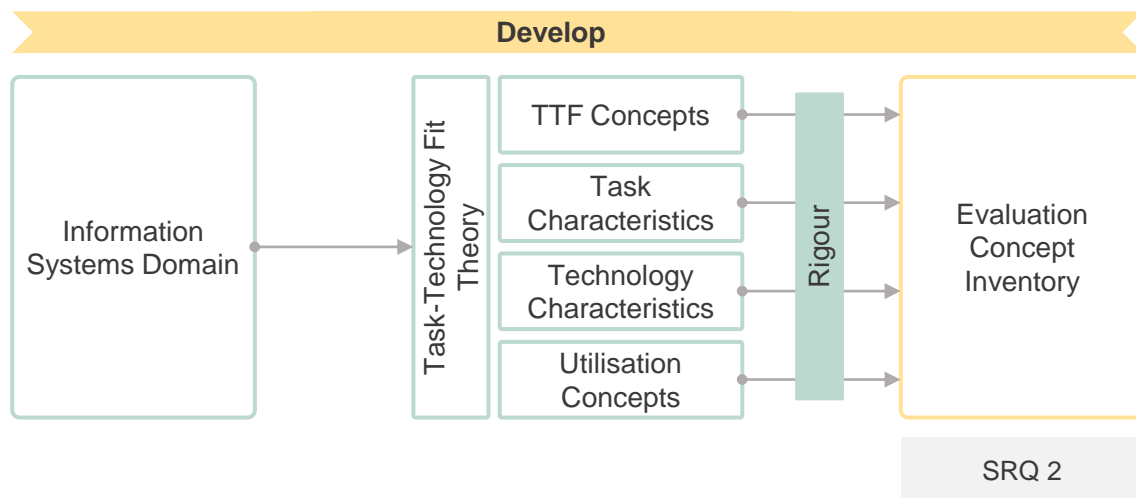 Develop
Information
Systems Domain
Task-Technology Fit
Theory
TTF Concepts
Task
Characteristics
Technology
Characteristics
Utilisation
Concepts
Rigour
Evaluation
Concept
Inventory
SRQ 2